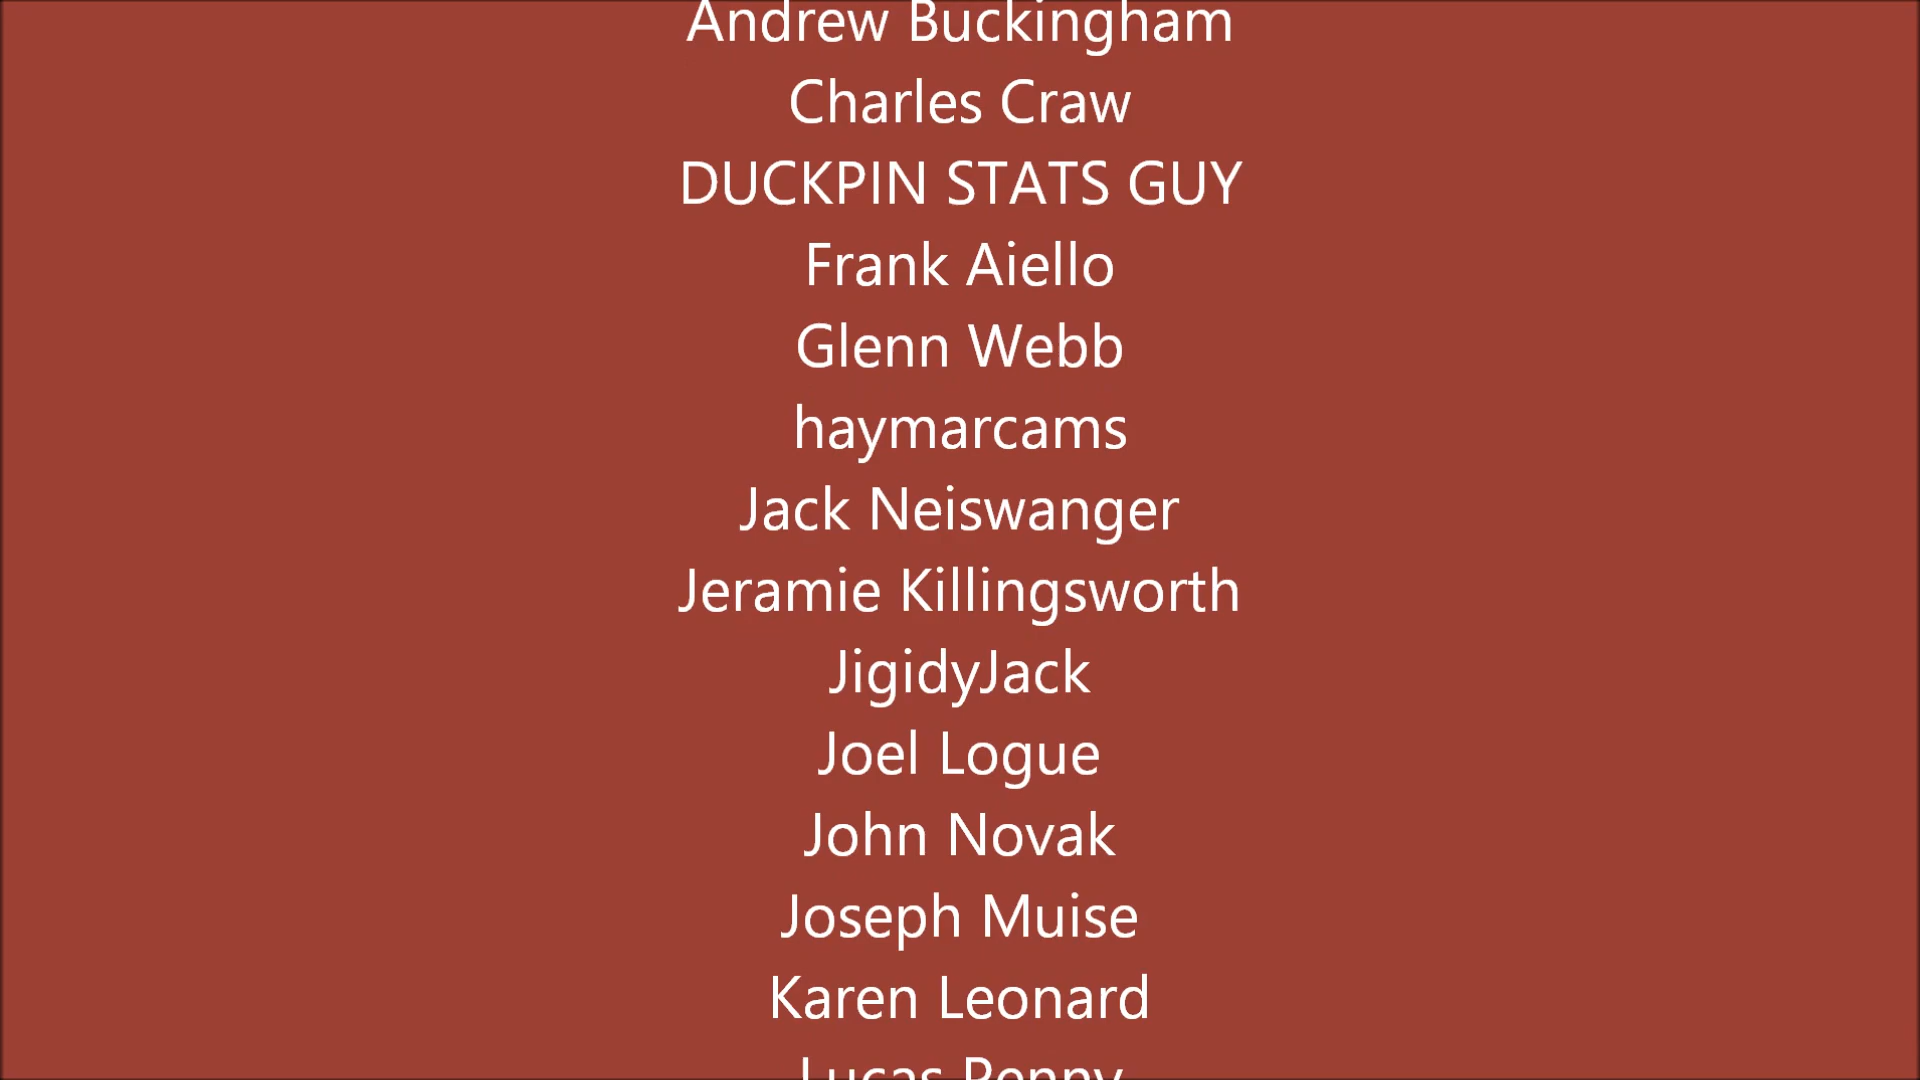 Andrew Buckingham
Charles Craw
DUCKPIN STATS GUY
Frank Aiello
Glenn Webb
haymarcams
Jack Neiswanger
Jeramie Killingsworth
JigidyJack
Joel Logue
John Novak
Joseph Muise
Karen Leonard
Lucas